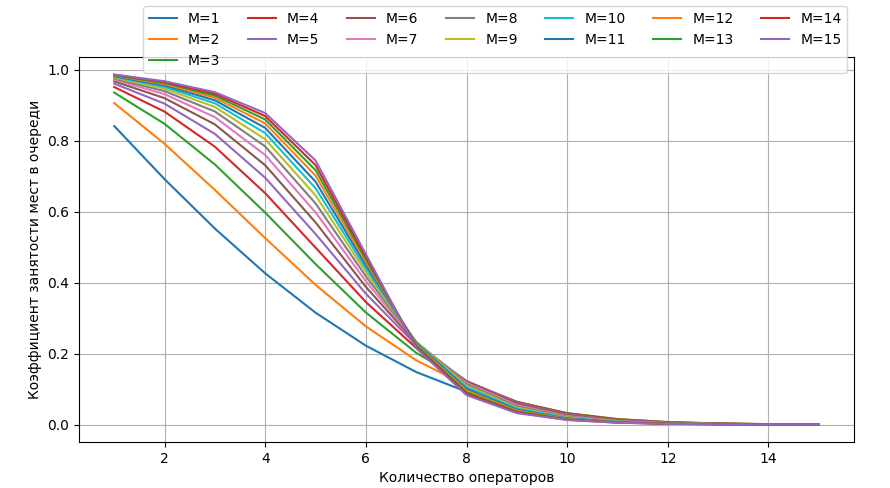 M=1 M=4 M=6 M=8 M=10 M=12 M=14
M=2 M=5 M=7 M=9 M=11 M=13 M=15
M=3
1.0
0.8
0.6
0.4
0.2
0.0
Коэффициент занятости мест в очереди
2 4 6 8 10 12 14
Количество операторов